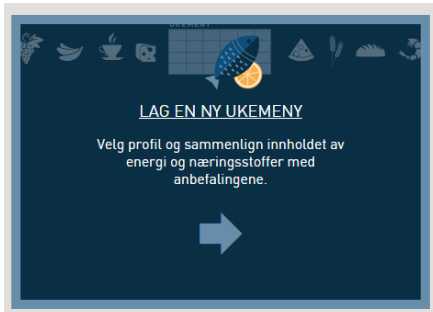 UKEMENY
LAG EN NY UKEMENY
Velg profil og sammenlign innholdet av
energi og næringsstoffer med
anbefalingene.